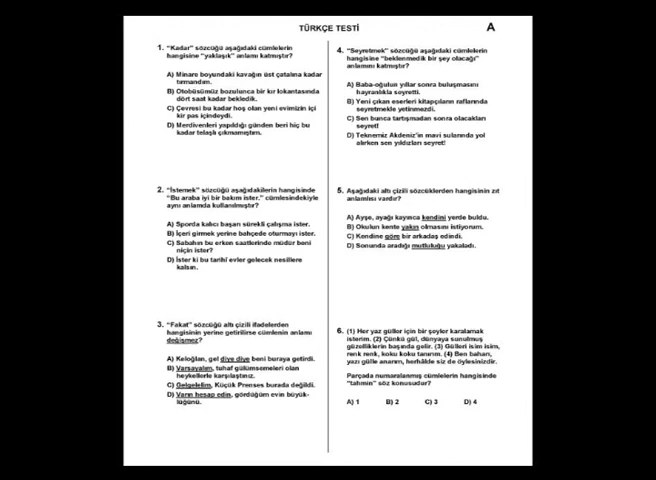 TÜRKÇE TESTİ
A
1. "Kadar" sözcüğü aşağıdaki cümlelerin
hangisine "yaklaşık" anlamı katmıştır?
A) Minare boyundaki kavağın üst çatalına kadar
tırmandım.
B) Otobüsümüz bozulunca bir kır lokantasında
dört saat kadar bekledik.
C) Çevresi bu kadar hoş olan yeni evimizin içi
kir pas içindeydi.
D) Merdivenleri yapıldığı günden beri hiç bu
kadar telaşlı çıkmamıştım.
2. "İstemek" sözcüğü aşağıdakilerin hangisinde
"Bu araba iyi bir bakım ister." cümlesindekiyle
aynı anlamda kullanılmıştır?
A) Sporda kalıcı başarı sürekli çalışma ister.
B) İçeri girmek yerine bahçede oturmayı ister.
C) Sabahın bu erken saatlerinde müdür beni
niçin ister?
D) İster ki bu tarihî evler gelecek nesillere
kalsın.
3. "Fakat" sözcüğü altı çizili ifadelerden
hangisinin yerine getirilirse cümlenin anlamı
değişmez?
A) Keloğlan, gel diye diye beni buraya getirdi.
B) Varsayalım, tuhaf gülümsemeleri olan
heykellerle karşılaştınız.
C) Gelgelelim, Küçük Prenses burada değildi.
D) Varın hesap edin, gördüğüm evin büyük-
lüğünü.
4. "Seyretmek" sözcüğü aşağıdaki cümlelerin
hangisine "beklenmedik bir şey olacağı"
anlamını katmıştır?
A) Baba-oğulun yıllar sonra buluşmasını
hayranlıkla seyretti.
B) Yeni çıkan eserleri kitapçıların raflarında
seyretmekle yetinmezdi.
C) Sen bunca tartışmadan sonra olacakları
seyret!
D) Teknemiz Akdeniz'in mavi sularında yol
alırken sen yıldızları seyret!
5. Aşağıdaki altı çizili sözcüklerden hangisinin zıt
anlamlısı vardır?
A) Ayşe, ayağı kayınca kendini yerde buldu.
B) Okulun kente yakın olmasını istiyorum.
C) Kendine göre bir arkadaş edindi.
D) Sonunda aradığı mutluluğu yakaladı.
6. (1) Her yaz güller için bir şeyler karalamak
isterim. (2) Çünkü gül, dünyaya sunulmuş
güzelliklerin başında gelir. (3) Gülleri isim isim,
renk renk, koku koku tanırım. (4) Ben baharı,
yazı gülle anarım, herhâlde siz de öylesinizdir.
Parçada numaralanmış cümlelerin hangisinde
"tahmin" söz konusudur?
A) 1 B) 2 C) 3 D) 4